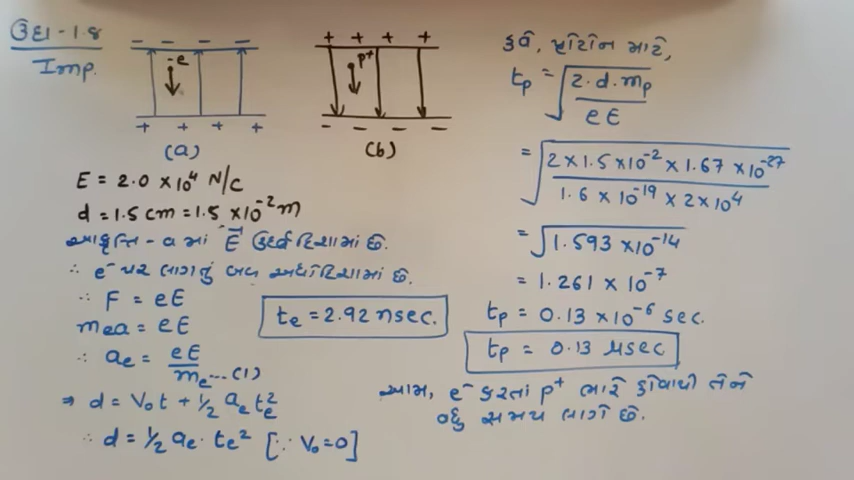 ઉદા-1.8
Imp.
- - - -
-e
+ + + +
(a)
+ + + +
p+
- - - -
(b)
E = 2.0 × 10⁴ N/C
d = 1.5 cm = 1.5 × 10⁻² m
આકૃતિ - a માં E⃗ ઉર્ધ્વ દિશામાં છે.
∴ e⁻ પર લાગતું બળ અધોદિશામાં છે.
∴ F = eE
mea = eE
∴ ae = eE / me ...(1)
⇒ d = V₀t + ½ ae te²
∴ d = ½ ae · te² [∵ V₀ = 0]
te = 2.92 nsec.
હવે, પ્રોટોન માટે,
tp = √(2·d·mp / eE)
= √(2 × 1.5 × 10⁻² × 1.67 × 10⁻²⁷ / 1.6 × 10⁻¹⁹ × 2 × 10⁴)
= √1.593 × 10⁻¹⁴
= 1.261 × 10⁻⁷
tp = 0.13 × 10⁻⁶ sec.
tp = 0.13 μsec
આમ, e⁻ કરતાં p+ ભારે હોવાથી તેને
વધુ સમય લાગે છે.